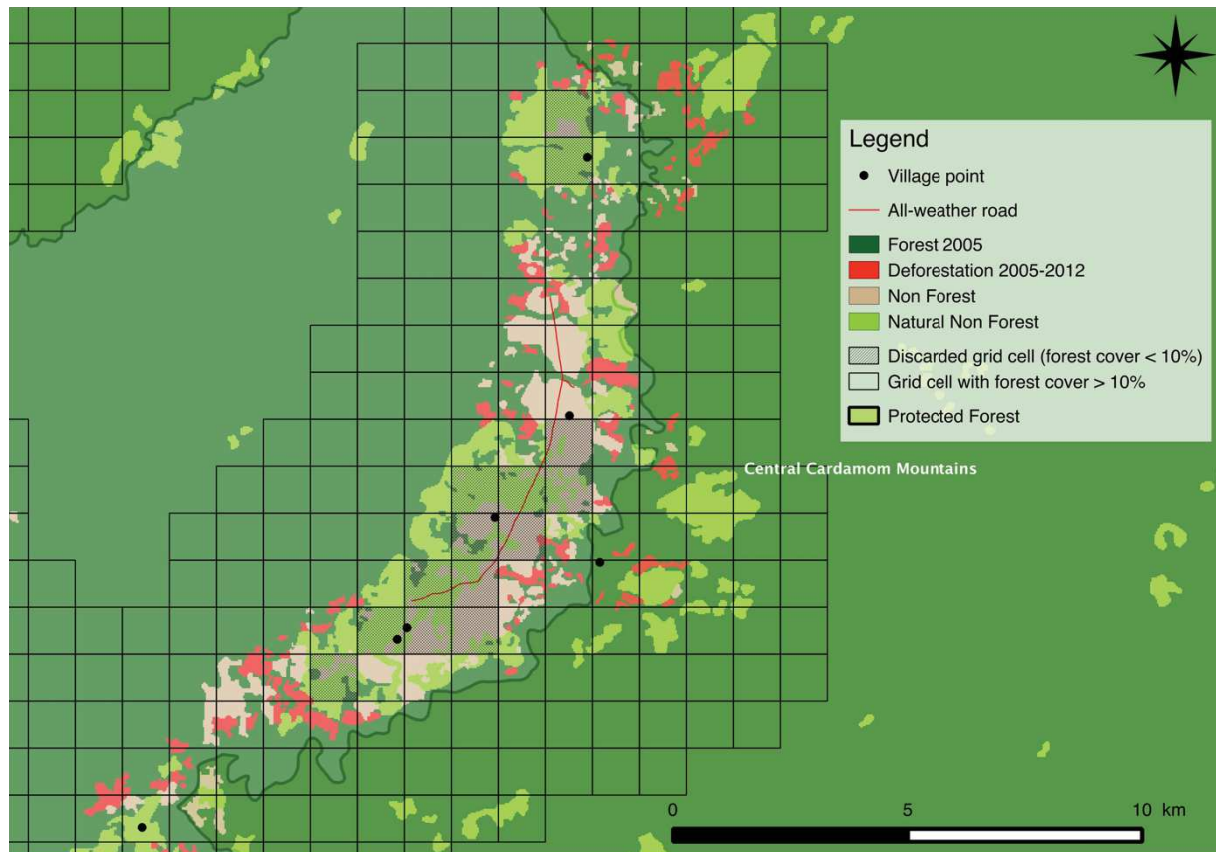 Legend
Village point
All-weather road
Forest 2005
Deforestation 2005-2012
Non Forest
Natural Non Forest
Discarded grid cell (forest cover < 10%)
Grid cell with forest cover > 10%
Protected Forest
Central Cardamom Mountains
0 5 10 km